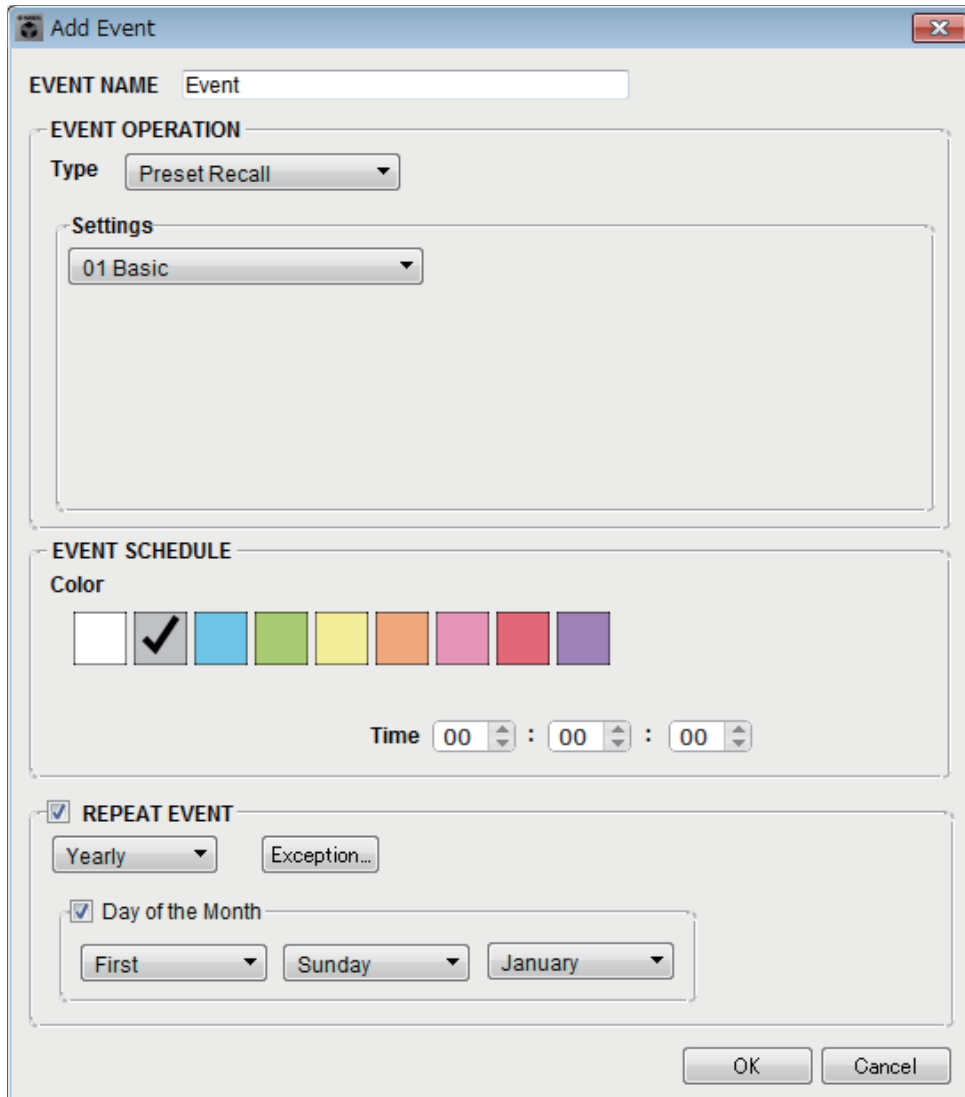 Add Event
EVENT NAME Event
EVENT OPERATION
Type Preset Recall
Settings
01 Basic
EVENT SCHEDULE
Color
Time 00 : 00 : 00
REPEAT EVENT
Yearly Exception...
Day of the Month
First Sunday January
OK Cancel